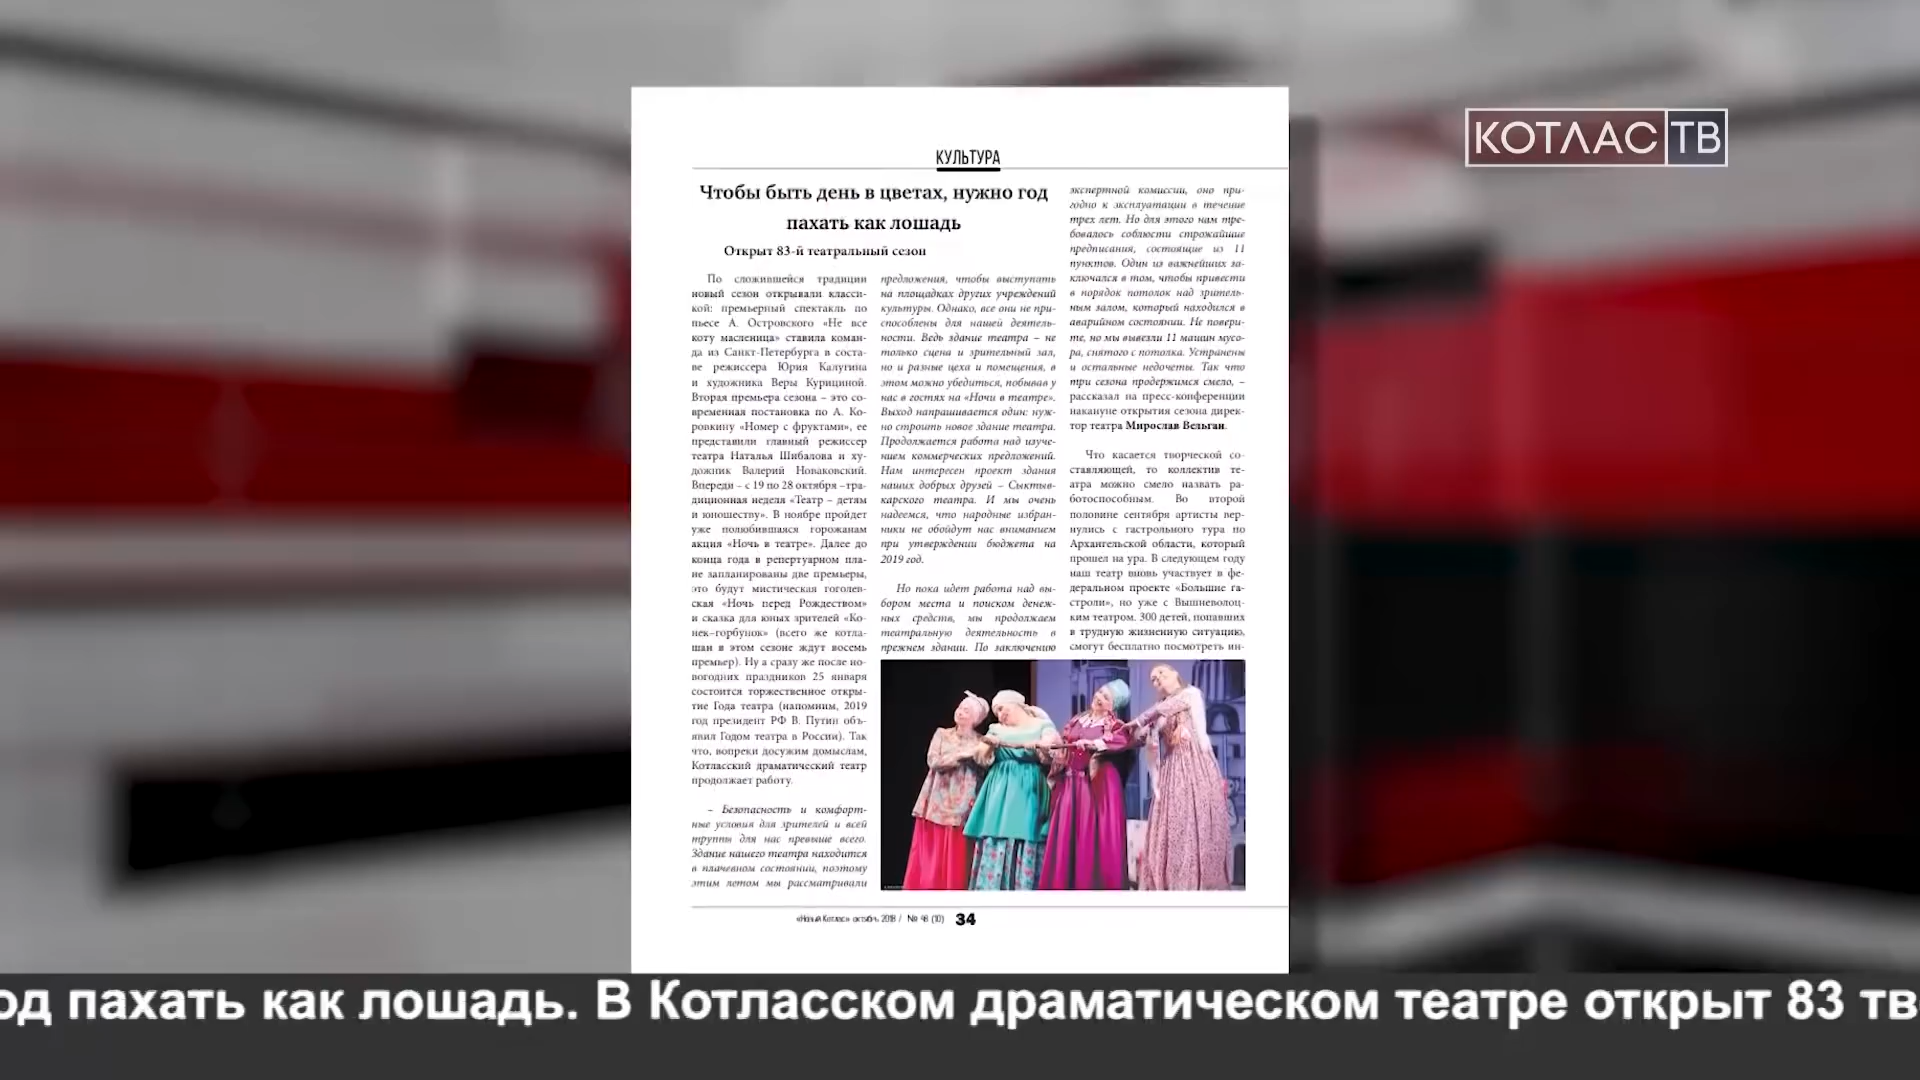 КОТЛАС ТВ
КУЛЬТУРА
Чтобы быть день в цветах, нужно год
пахать как лошадь
Открыт 83-й театральный сезон
По сложившейся традиции
новый сезон открывали класси-
кой: премьерный спектакль по
пьесе А. Островского «Не все
коту масленица» ставила коман-
да из Санкт-Петербурга в соста-
ве режиссера Юрия Калугина
и художника Веры Курициной.
Вторая премьера сезона – это со-
временная постановка по А. Ко-
ровкину «Номер с фруктами», ее
представили главный режиссер
театра Наталья Шибалова и ху-
дожник Валерий Новаковский.
Впереди – с 19 по 28 октября –тра-
диционная неделя «Театр – детям
и юношеству». В ноябре пройдет
уже полюбившаяся горожанам
акция «Ночь в театре». Далее до
конца года в репертуарном пла-
не запланированы две премьеры,
это будут мистическая гоголев-
ская «Ночь перед Рождеством»
и сказка для юных зрителей «Ко-
нек–горбунок» (всего же котла-
шан в этом сезоне ждут восемь
премьер). Ну а сразу же после но-
вогодних праздников 25 января
состоится торжественное откры-
тие Года театра (напомним, 2019
год президент РФ В. Путин объ-
явил Годом театра в России). Так
что, вопреки досужим домыслам,
Котласский драматический театр
продолжает работу.
– Безопасность и комфорт-
ные условия для зрителей и всей
труппы для нас превыше всего.
Здание нашего театра находится
в плачевном состоянии, поэтому
этим летом мы рассматривали
предложения, чтобы выступать
на площадках других учреждений
культуры. Однако, все они не при-
способлены для нашей деятель-
ности. Ведь здание театра – не
только сцена и зрительный зал,
но и разные цеха и помещения, в
этом можно убедиться, побывав у
нас в гостях на «Ночи в театре».
Выход напрашивается один: нуж-
но строить новое здание театра.
Продолжается работа над изуче-
нием коммерческих предложений.
Нам интересен проект здания
наших добрых друзей – Сыктыв-
карского театра. И мы очень
надеемся, что народные избран-
ники не обойдут нас вниманием
при утверждении бюджета на
2019 год.
Но пока идет работа над вы-
бором места и поиском денеж-
ных средств, мы продолжаем
театральную деятельность в
прежнем здании. По заключению
экспертной комиссии, оно при-
годно к эксплуатации в течение
трех лет. Но для этого нам тре-
бовалось соблюсти строжайшие
предписания, состоящие из 11
пунктов. Один из важнейших за-
ключался в том, чтобы привести
в порядок потолок над зритель-
ным залом, который находился в
аварийном состоянии. Не повери-
те, но мы вывезли 11 машин мусо-
ра, снятого с потолка. Устранены
и остальные недочеты. Так что
три сезона продержимся смело, –
рассказал на пресс-конференции
накануне открытия сезона дирек-
тор театра Мирослав Вельган.
Что касается творческой со-
ставляющей, то коллектив те-
атра можно смело назвать ра-
ботоспособным. Во второй
половине сентября артисты вер-
нулись с гастрольного тура по
Архангельской области, который
прошел на ура. В следующем году
наш театр вновь участвует в фе-
деральном проекте «Большие га-
строли», но уже с Вышневолоц-
ким театром. 300 детей, попавших
в трудную жизненную ситуацию,
смогут бесплатно посмотреть ин-
«Новый Котлас» октябрь 2018 / № 48 (10) 34
од пахать как лошадь. В Котласском драматическом театре открыт 83 тв